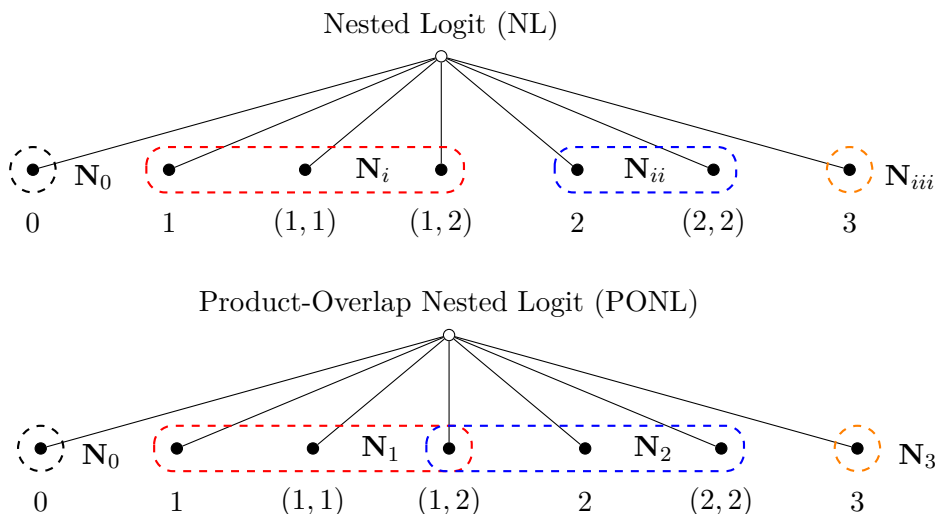 Nested Logit (NL)
N₀ Nᵢ Nᵢᵢ Nᵢᵢᵢ
0 1 (1, 1) (1, 2) 2 (2, 2) 3
Product-Overlap Nested Logit (PONL)
N₀ N₁ N₂ N₃
0 1 (1, 1) (1, 2) 2 (2, 2) 3